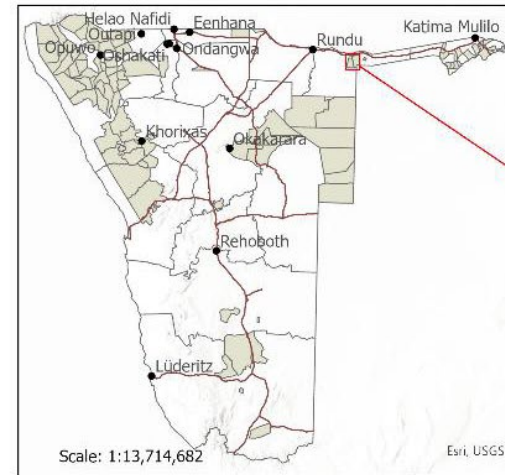 Helao Nafidi
Eenhana
Katima Mulilo
Outapi
Opuwo
Oshakati
Ondangwa
Rundu
Khorixas
Okakarara
Rehoboth
Lüderitz
Scale: 1:13,714,682
Esri, USGS